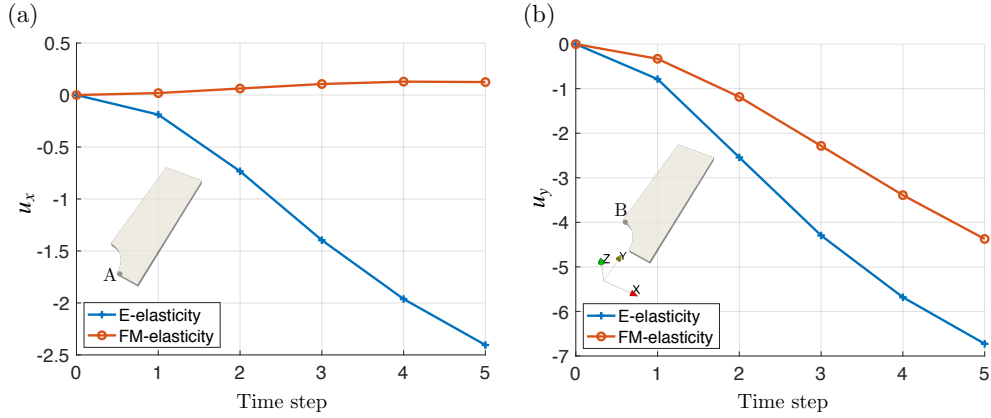 (a)
0.5
0
-0.5
-1
-1.5
-2
-2.5
0 1 2 3 4 5
u_x
Time step
A
E-elasticity
FM-elasticity
(b)
0
-1
-2
-3
-4
-5
-6
-7
0 1 2 3 4 5
u_y
Time step
B
Z
Y
X
E-elasticity
FM-elasticity